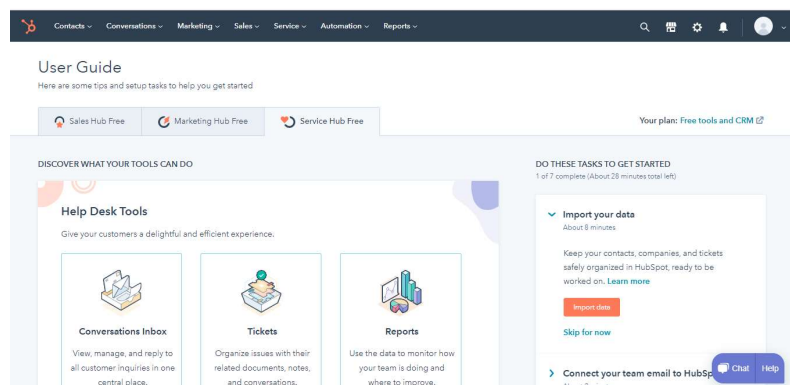 Contacts Conversations Marketing Sales Service Automation Reports
User Guide
Here are some tips and setup tasks to help you get started
Sales Hub Free Marketing Hub Free Service Hub Free
Your plan: Free tools and CRM
DISCOVER WHAT YOUR TOOLS CAN DO
Help Desk Tools
Give your customers a delightful and efficient experience.
Conversations Inbox
View, manage, and reply to
all customer inquiries in one
central place.
Tickets
Organize issues with their
related documents, notes,
and conversations.
Reports
Use the data to monitor how
your team is doing and
where to improve.
DO THESE TASKS TO GET STARTED
1 of 7 complete (About 28 minutes total left)
Import your data
About 8 minutes
Keep your contacts, companies, and tickets
safely organized in HubSpot, ready to be
worked on. Learn more
Import data
Skip for now
Connect your team email to HubSp
Chat Help